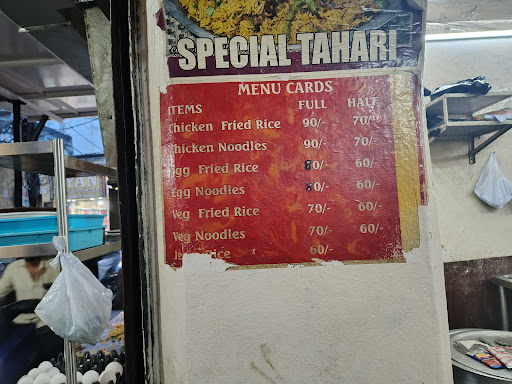 SPECIAL TAHARI
MENU CARDS
ITEMS FULL HALF
Chicken Fried Rice 90/- 70/-
Chicken Noodles 90/- 70/-
Egg Fried Rice 80/- 60/-
Egg Noodles 80/- 60/-
Veg Fried Rice 70/- 60/-
Veg Noodles 70/- 60/-
Rice 60/-